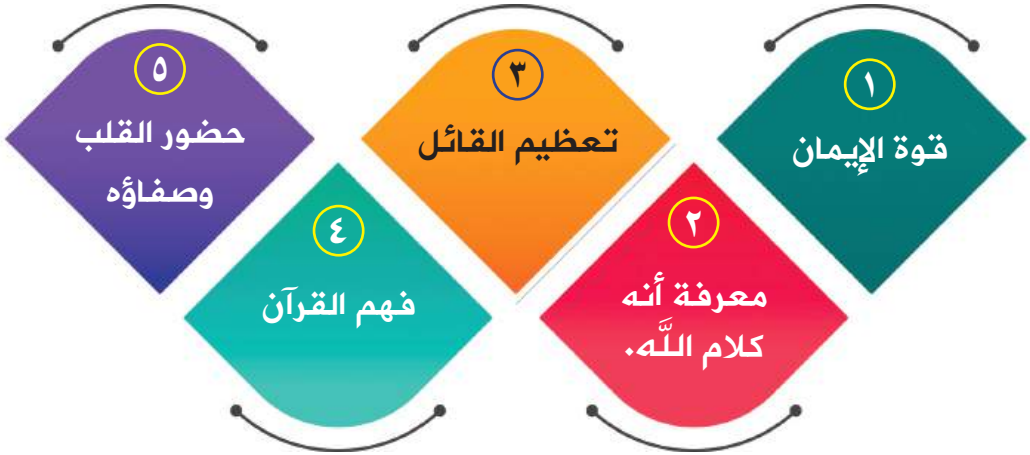 ١
قوة الإيمان
٢
معرفة أنه
كلام اللَّه.
٣
تعظيم القائل
٤
فهم القرآن
٥
حضور القلب
وصفاؤه